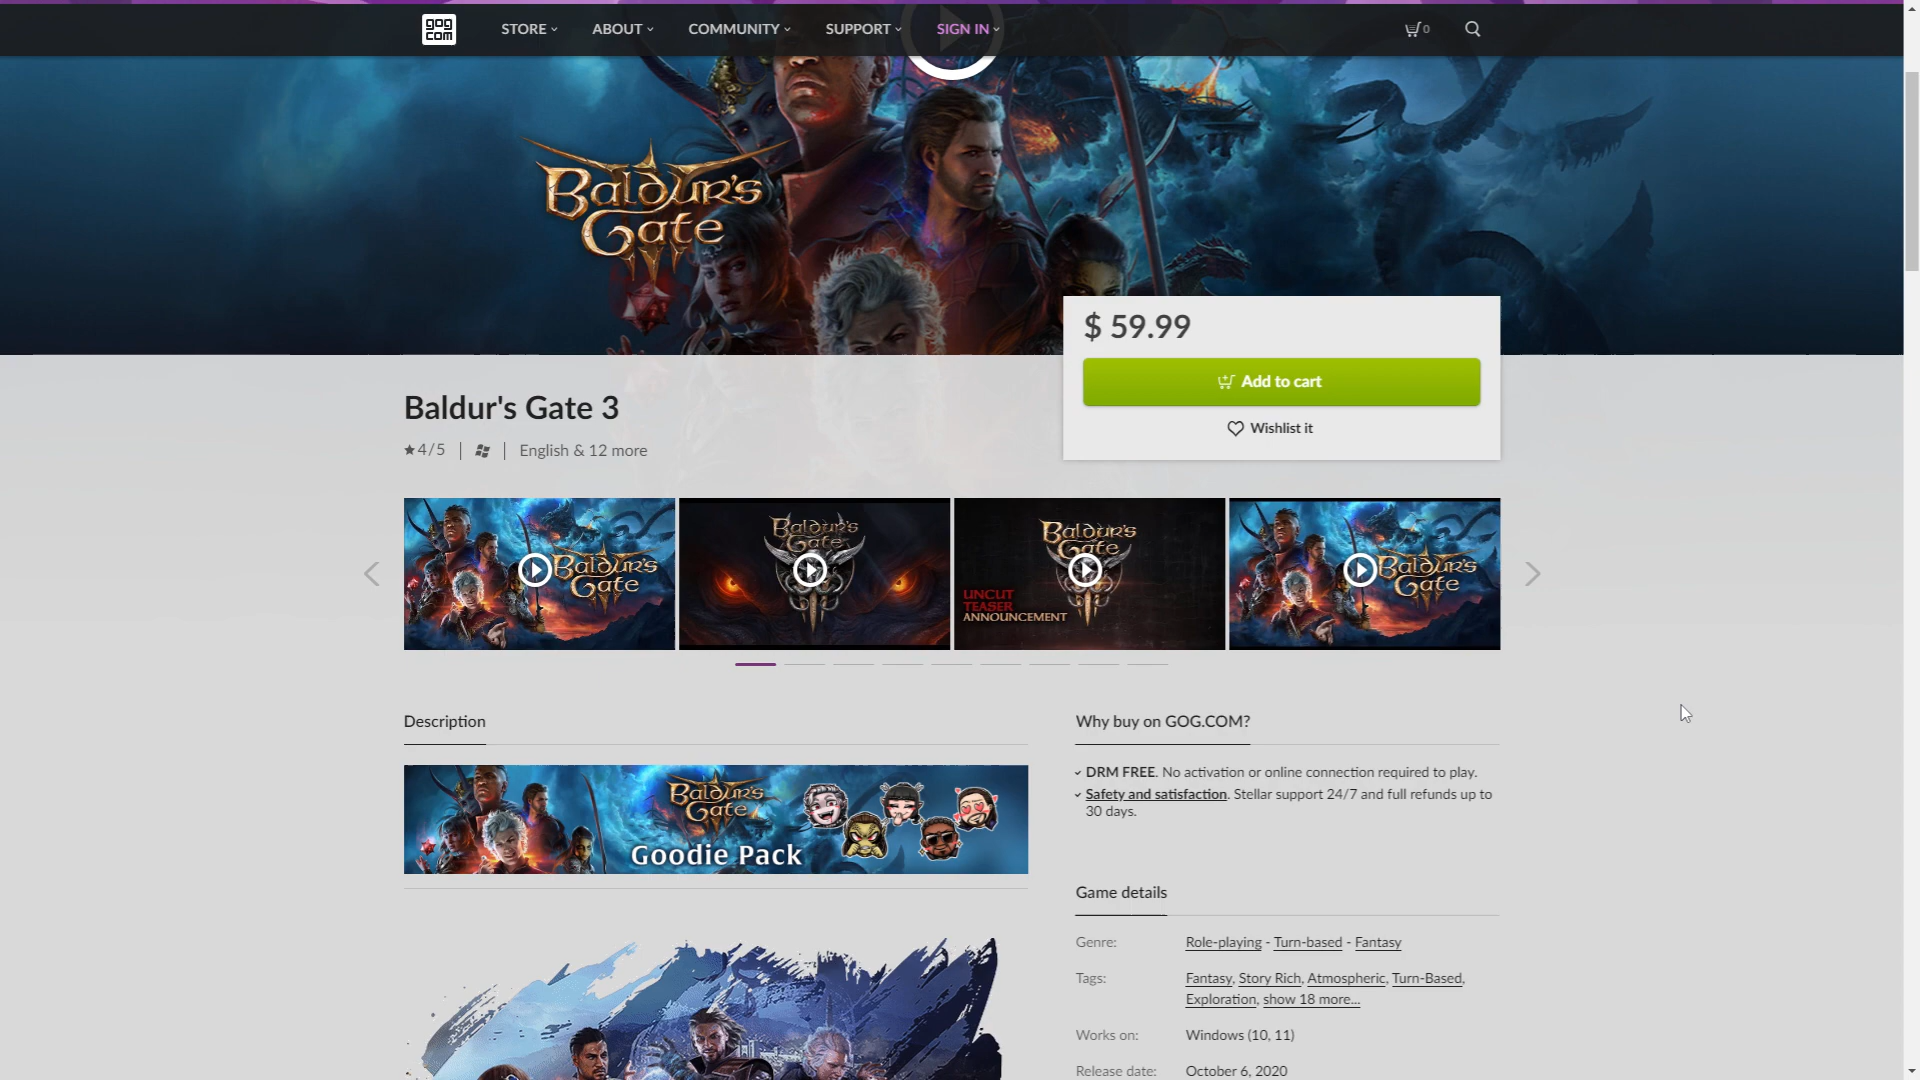 gog
com
STORE ABOUT COMMUNITY SUPPORT SIGN IN 0
Baldur's
Gate
$ 59.99
Add to cart
Wishlist it
Baldur's Gate 3
4/5 English & 12 more
Baldur's
Gate
Baldur's
Gate
Baldur's
Gate
UNCUT
TEASER
ANNOUNCEMENT
Baldur's
Gate
Description
Baldur's
Gate
Goodie Pack
Why buy on GOG.COM?
DRM FREE. No activation or online connection required to play.
Safety and satisfaction. Stellar support 24/7 and full refunds up to
30 days.
Game details
Genre: Role-playing - Turn-based - Fantasy
Tags: Fantasy, Story Rich, Atmospheric, Turn-Based,
Exploration, show 18 more...
Works on: Windows (10, 11)
Release date: October 6, 2020